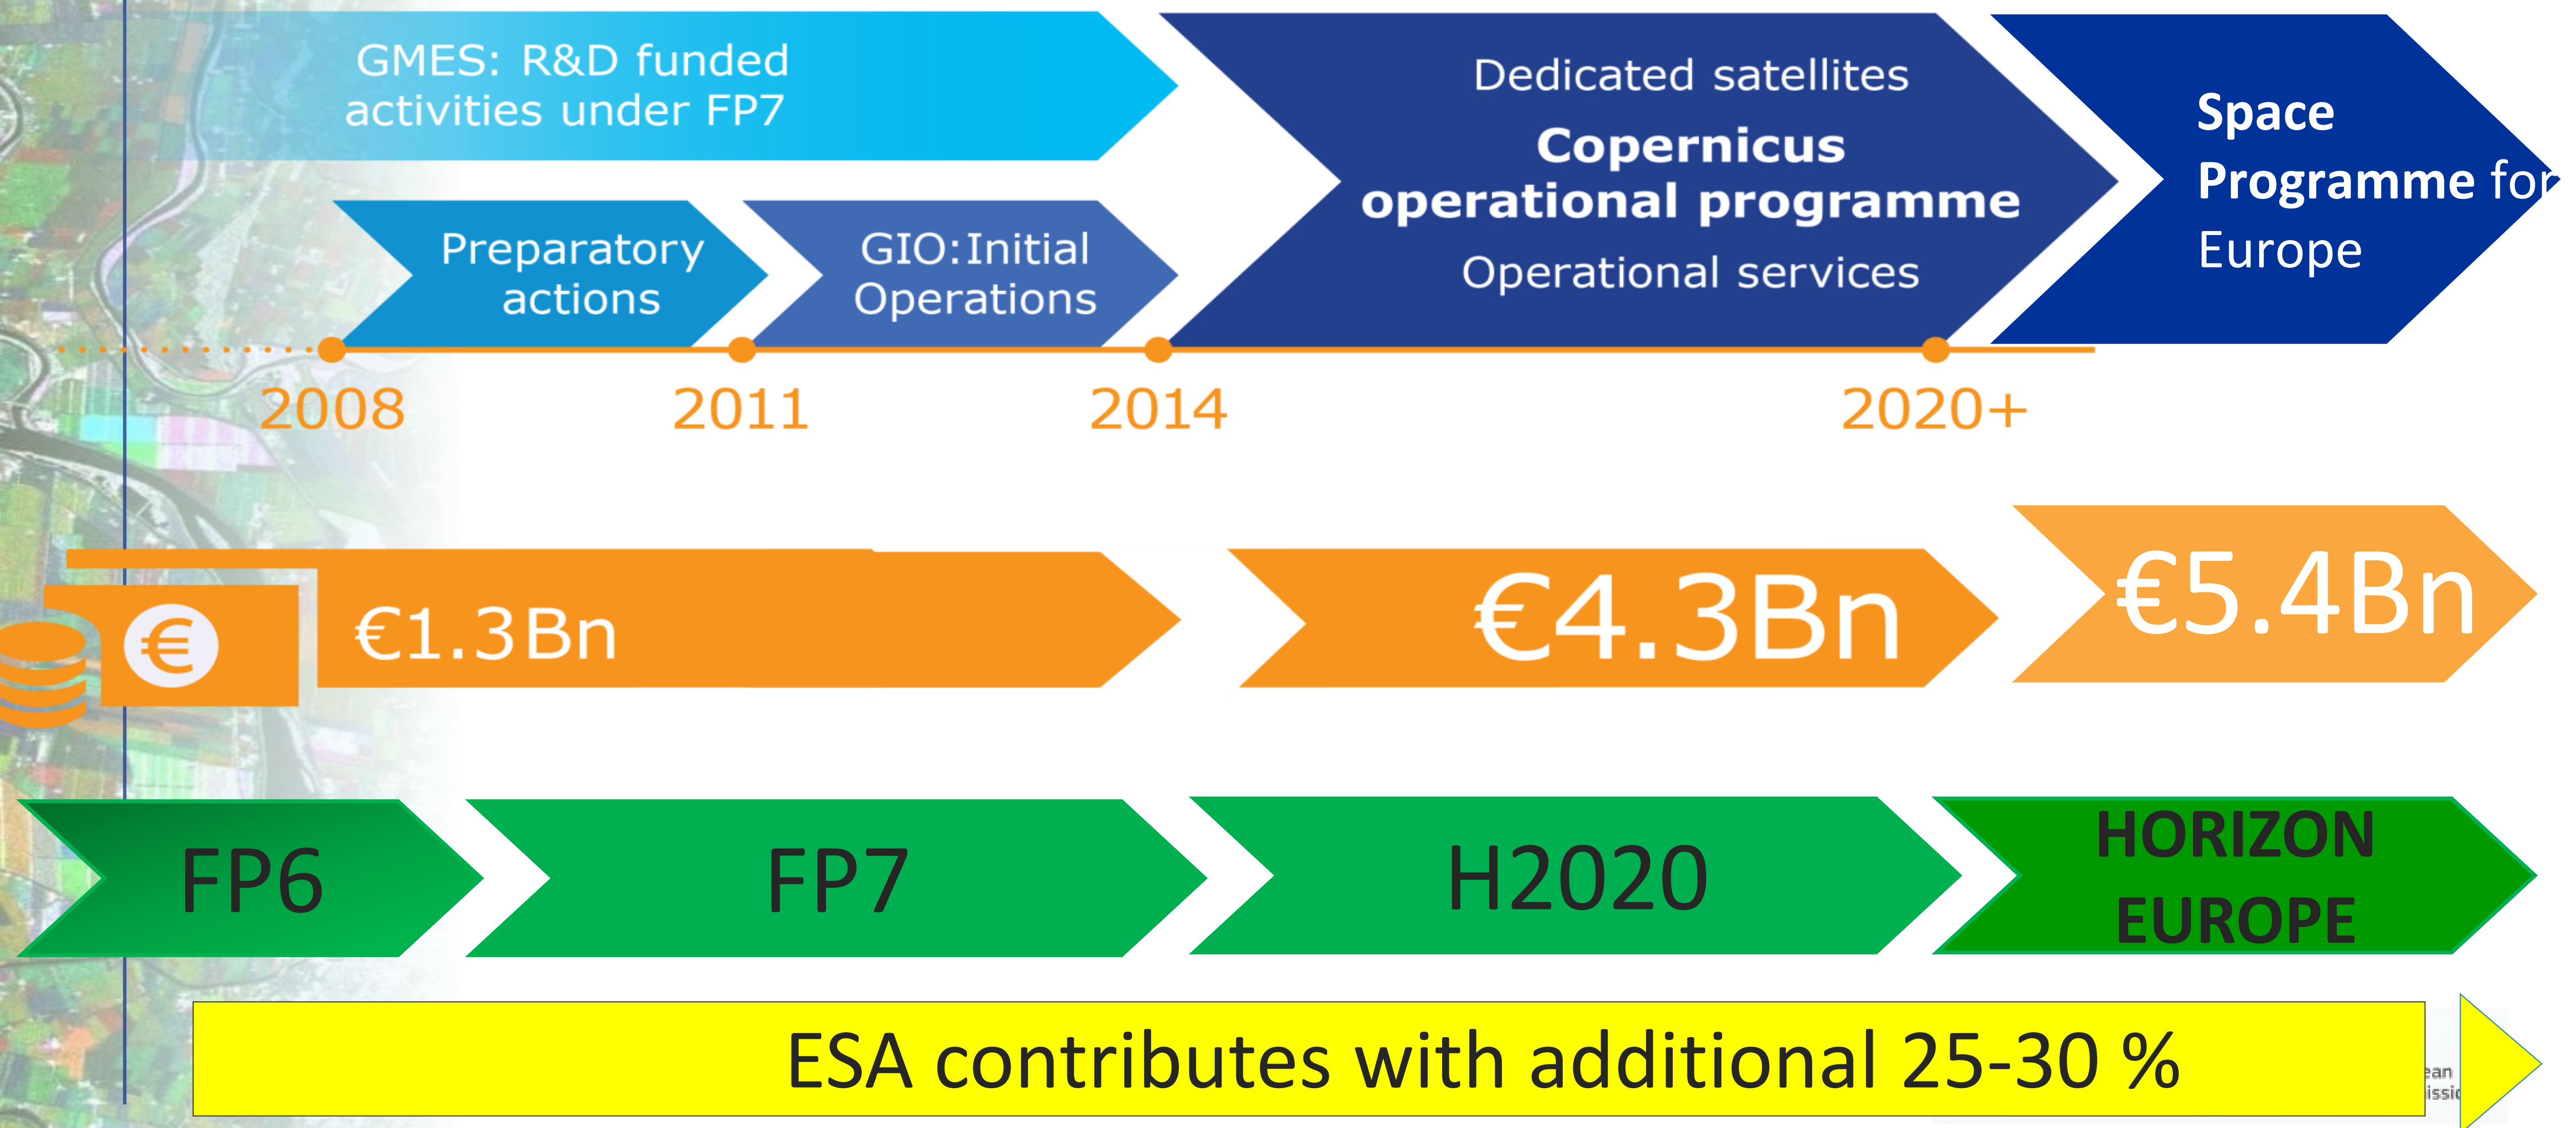 GMES: R&D funded
activities under FP7
Dedicated satellites
Copernicus
operational programme
Operational services
Space
Programme for
Europe
Preparatory
actions
GIO:Initial
Operations
2008
2011
2014
2020+
€
€1.3Bn
€4.3Bn
€5.4Bn
FP6
FP7
H2020
HORIZON
EUROPE
ESA contributes with additional 25-30 %